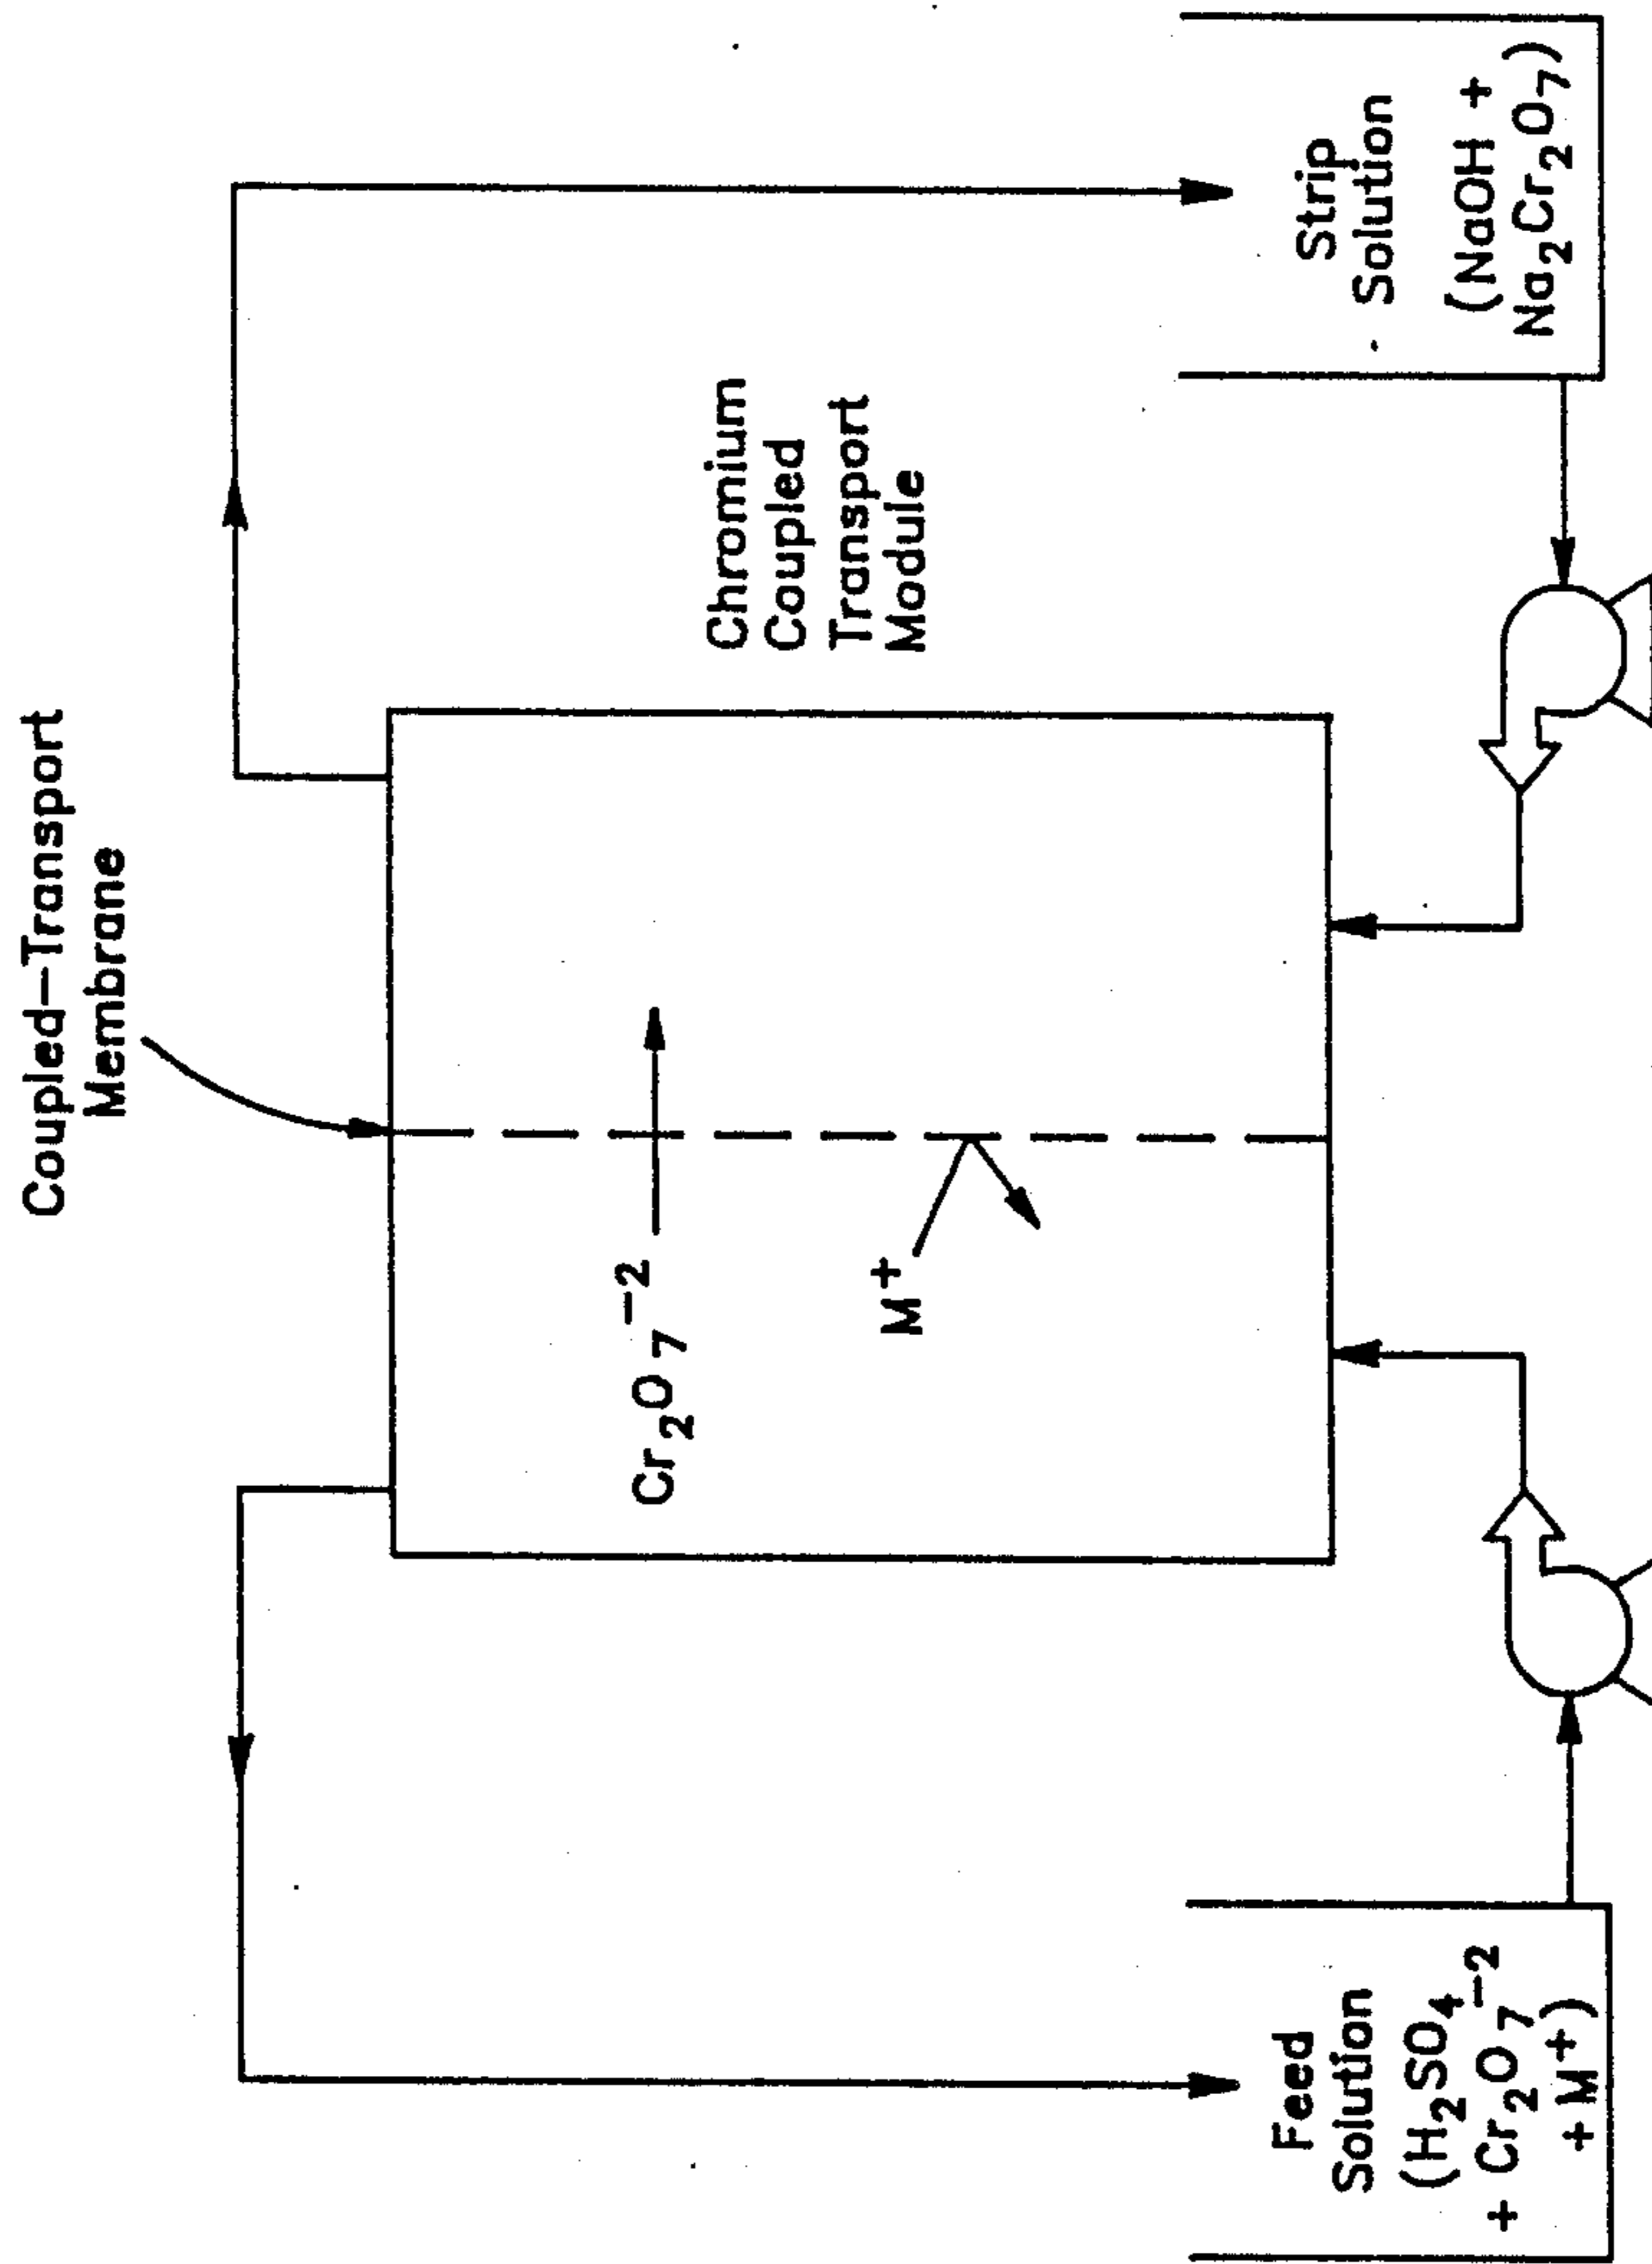 Coupled-Transport
Membrane
Cr₂O₇⁻²
M⁺
Chromium
Coupled
Transport
Module
Feed
Solution
(H₂SO₄
+ Cr₂O₇⁻²
+ M⁺)
Strip
Solution
(NaOH +
Na₂Cr₂O₇)